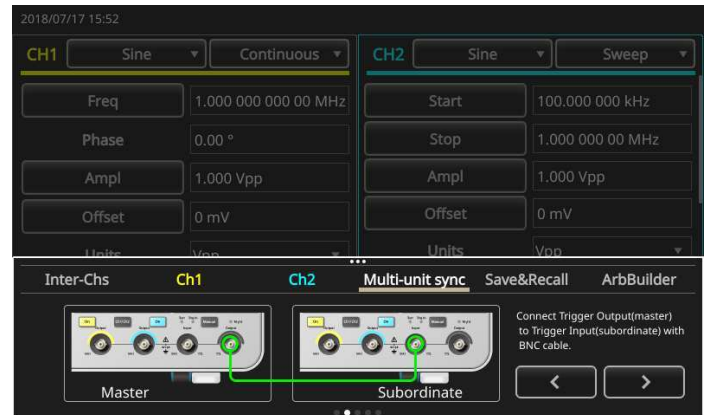 2018/07/17 15:52
CH1 Sine Continuous CH2 Sine Sweep
Freq 1.000 000 000 00 MHz Start 100.000 000 kHz
Phase 0.00 ° Stop 1.000 000 00 MHz
Ampl 1.000 Vpp Ampl 1.000 Vpp
Offset 0 mV Offset 0 mV
Units Vpp Units Vpp
Inter-Chs Ch1 Ch2 Multi-unit sync Save&Recall ArbBuilder
Connect Trigger Output(master)
to Trigger Input(subordinate) with
BNC cable.
Master Subordinate